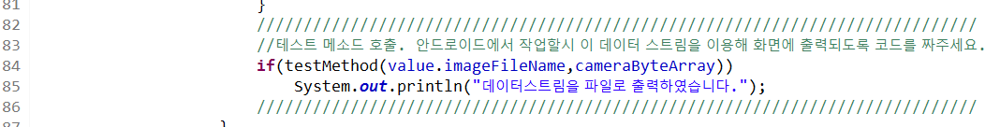 81 }
82 /////////////////////////////////////////////////////////////////////////////
83 //테스트 메소드 호출. 안드로이드에서 작업할시 이 데이터 스트림을 이용해 화면에 출력되도록 코드를 짜주세요.
84 if(testMethod(value.imageFileName,cameraByteArray))
85 System.out.println("데이터스트림을 파일로 출력하였습니다.");
86 /////////////////////////////////////////////////////////////////////////////
87 }